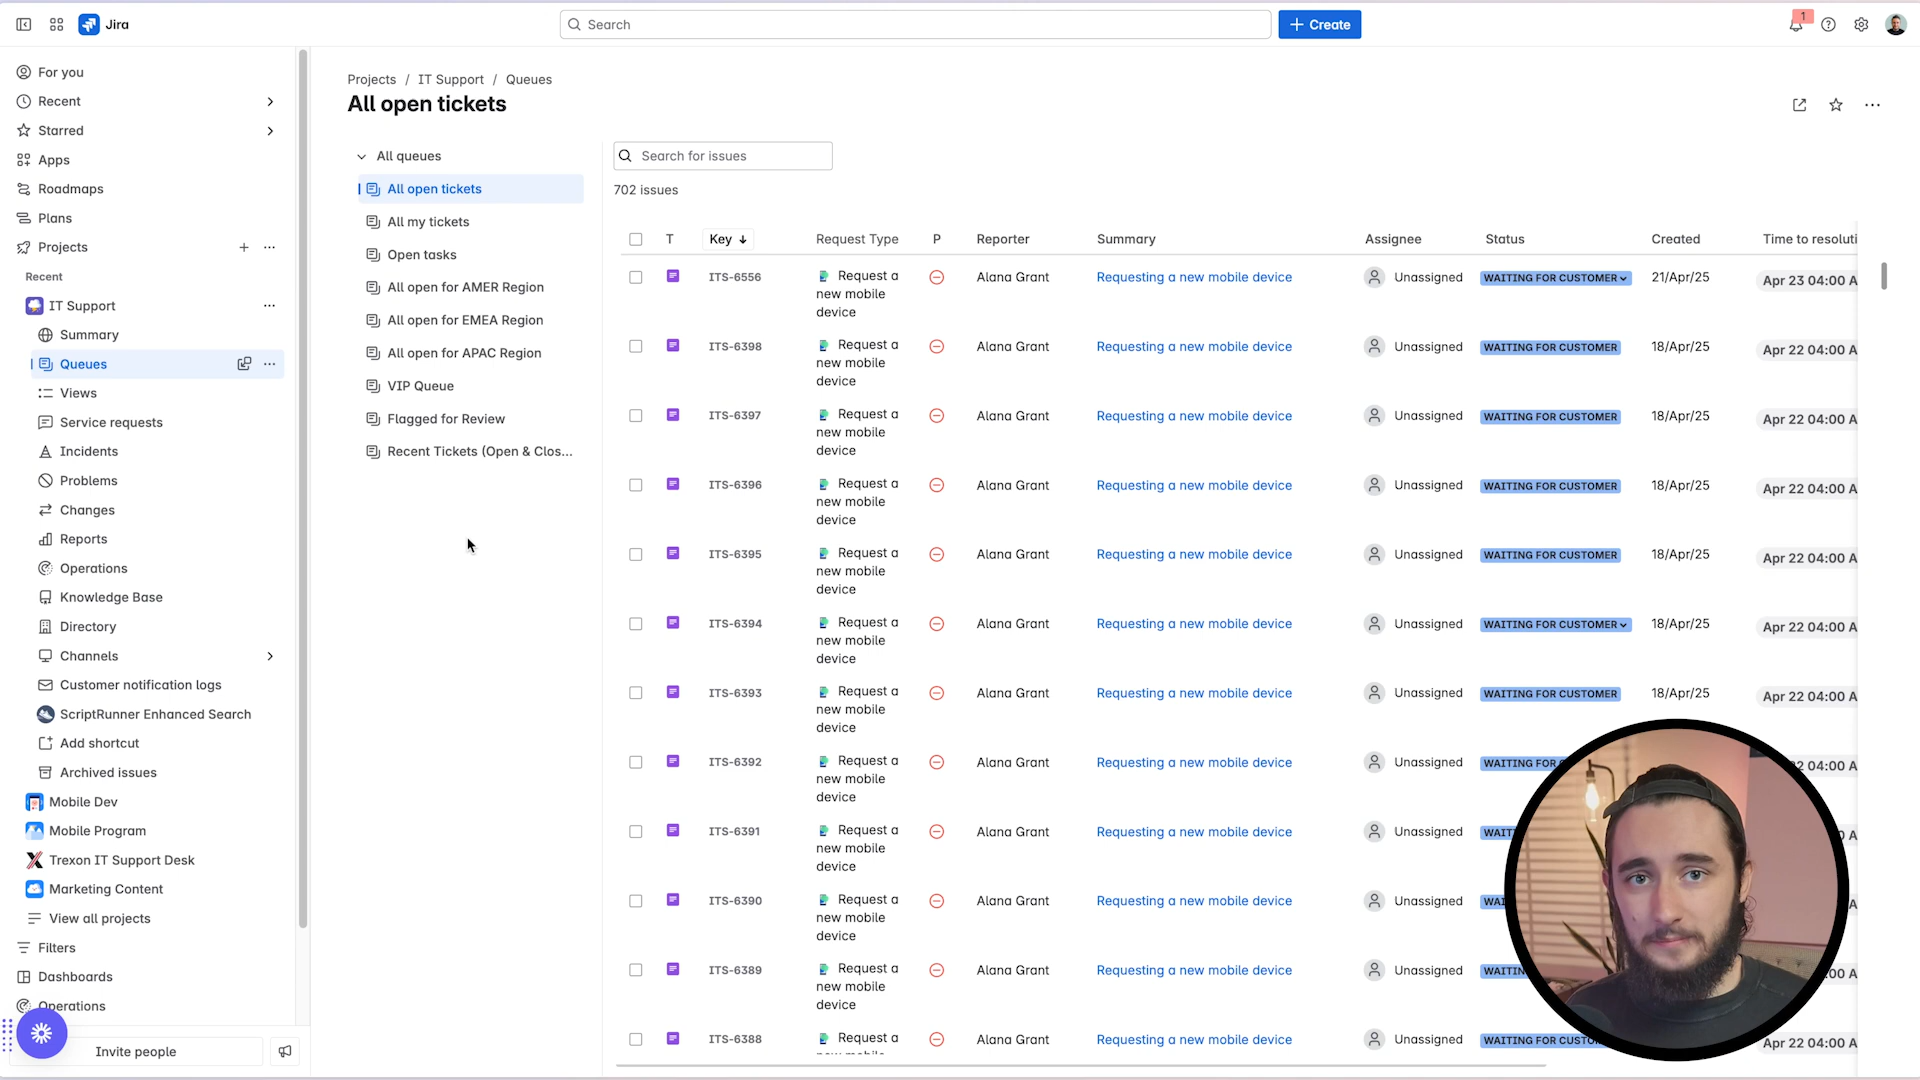 Jira
Search
Create
1
For you
Recent
Starred
Apps
Roadmaps
Plans
Projects
Recent
IT Support
Summary
Queues
Views
Service requests
Incidents
Problems
Changes
Reports
Operations
Knowledge Base
Directory
Channels
Customer notification logs
ScriptRunner Enhanced Search
Add shortcut
Archived issues
Mobile Dev
Mobile Program
Trexon IT Support Desk
Marketing Content
View all projects
Filters
Dashboards
Operations
Invite people
Projects / IT Support / Queues
All open tickets
All queues
All open tickets
All my tickets
Open tasks
All open for AMER Region
All open for EMEA Region
All open for APAC Region
VIP Queue
Flagged for Review
Recent Tickets (Open & Clos...
Search for issues
702 issues
T Key Request Type P Reporter Summary Assignee Status Created Time to resoluti
ITS-6556 Request a new mobile device Alana Grant Requesting a new mobile device Unassigned WAITING FOR CUSTOMER 21/Apr/25 Apr 23 04:00 A
ITS-6398 Request a new mobile device Alana Grant Requesting a new mobile device Unassigned WAITING FOR CUSTOMER 18/Apr/25 Apr 22 04:00 A
ITS-6397 Request a new mobile device Alana Grant Requesting a new mobile device Unassigned WAITING FOR CUSTOMER 18/Apr/25 Apr 22 04:00 A
ITS-6396 Request a new mobile device Alana Grant Requesting a new mobile device Unassigned WAITING FOR CUSTOMER 18/Apr/25 Apr 22 04:00 A
ITS-6395 Request a new mobile device Alana Grant Requesting a new mobile device Unassigned WAITING FOR CUSTOMER 18/Apr/25 Apr 22 04:00 A
ITS-6394 Request a new mobile device Alana Grant Requesting a new mobile device Unassigned WAITING FOR CUSTOMER 18/Apr/25 Apr 22 04:00 A
ITS-6393 Request a new mobile device Alana Grant Requesting a new mobile device Unassigned WAITING FOR CUSTOMER 18/Apr/25 Apr 22 04:00 A
ITS-6392 Request a new mobile device Alana Grant Requesting a new mobile device Unassigned WAITING FOR 2 04:00 A
ITS-6391 Request a new mobile device Alana Grant Requesting a new mobile device Unassigned WAIT 0 A
ITS-6390 Request a new mobile device Alana Grant Requesting a new mobile device Unassigned WAI A
ITS-6389 Request a new mobile device Alana Grant Requesting a new mobile device Unassigned WAITIN 00 A
ITS-6388 Request a Alana Grant Requesting a new mobile device Unassigned WAITING FOR CUSTO Apr 22 04:00 A